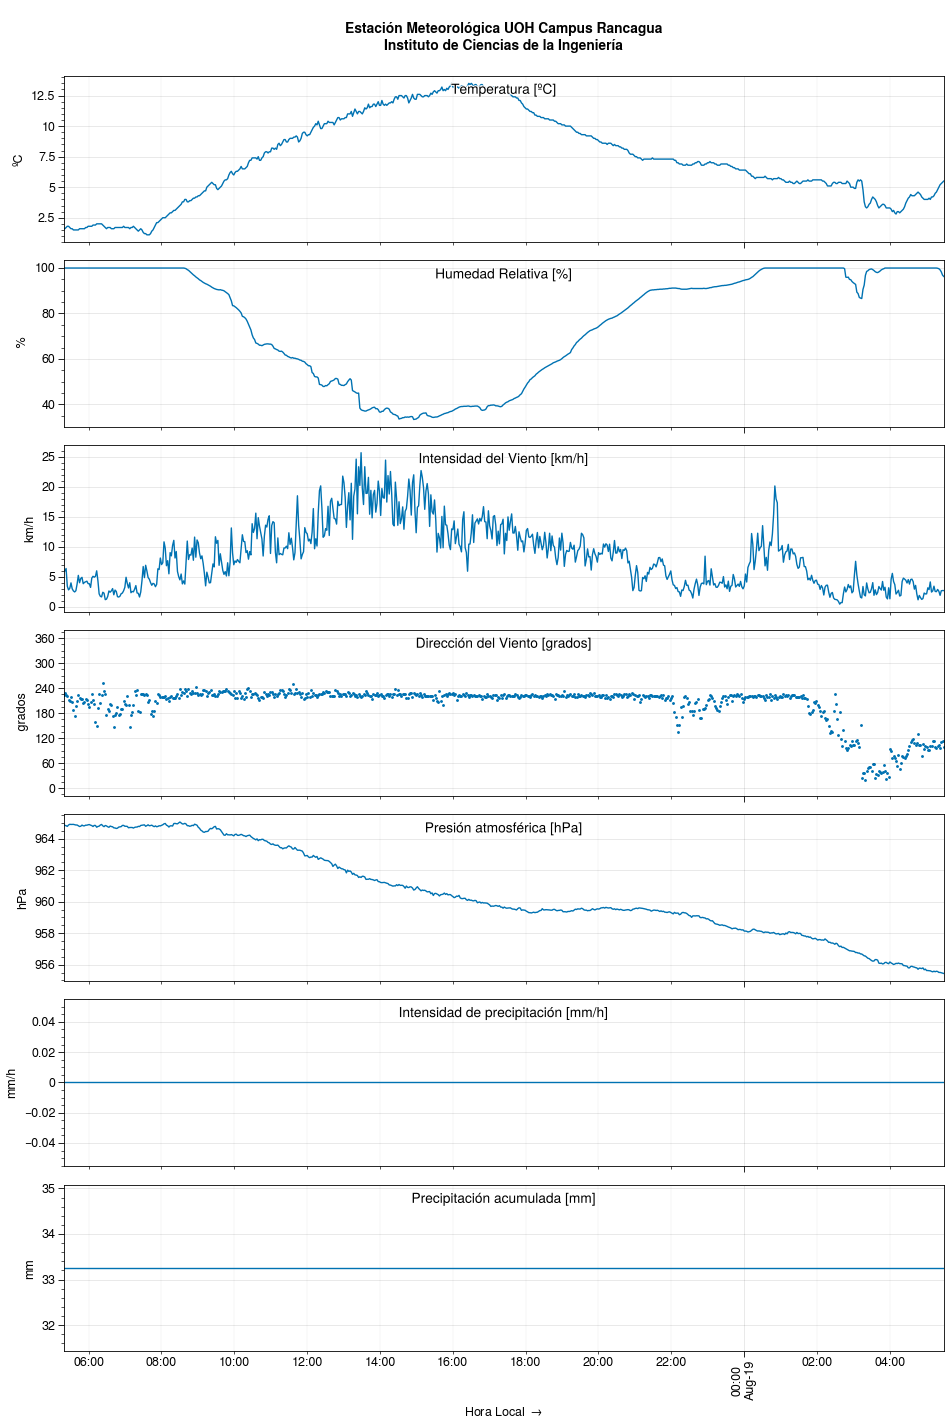 Estación Meteorológica UOH Campus Rancagua
Instituto de Ciencias de la Ingeniería
Temperatura [ºC]
ºC
12.5
10
7.5
5
2.5
Humedad Relativa [%]
%
100
80
60
40
Intensidad del Viento [km/h]
km/h
25
20
15
10
5
0
Dirección del Viento [grados]
grados
360
300
240
180
120
60
0
Presión atmosférica [hPa]
hPa
964
962
960
958
956
Intensidad de precipitación [mm/h]
mm/h
0.04
0.02
0
−0.02
−0.04
Precipitación acumulada [mm]
mm
35
34
33
32
06:00 08:00 10:00 12:00 14:00 16:00 18:00 20:00 22:00 00:00 02:00 04:00
Aug-19
Hora Local →